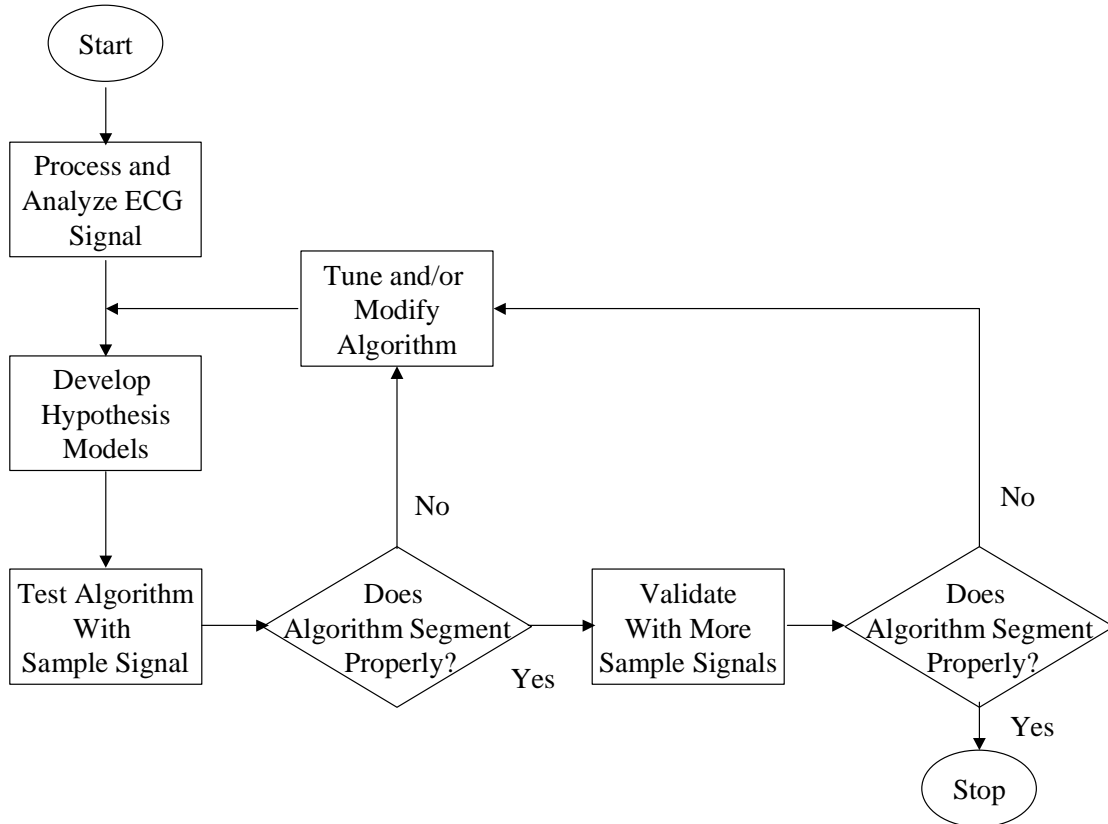 Start
Process and
Analyze ECG
Signal
Tune and/or
Modify
Algorithm
Develop
Hypothesis
Models
No
No
Test Algorithm
With
Sample Signal
Does
Algorithm Segment
Properly?
Yes
Validate
With More
Sample Signals
Does
Algorithm Segment
Properly?
Yes
Stop